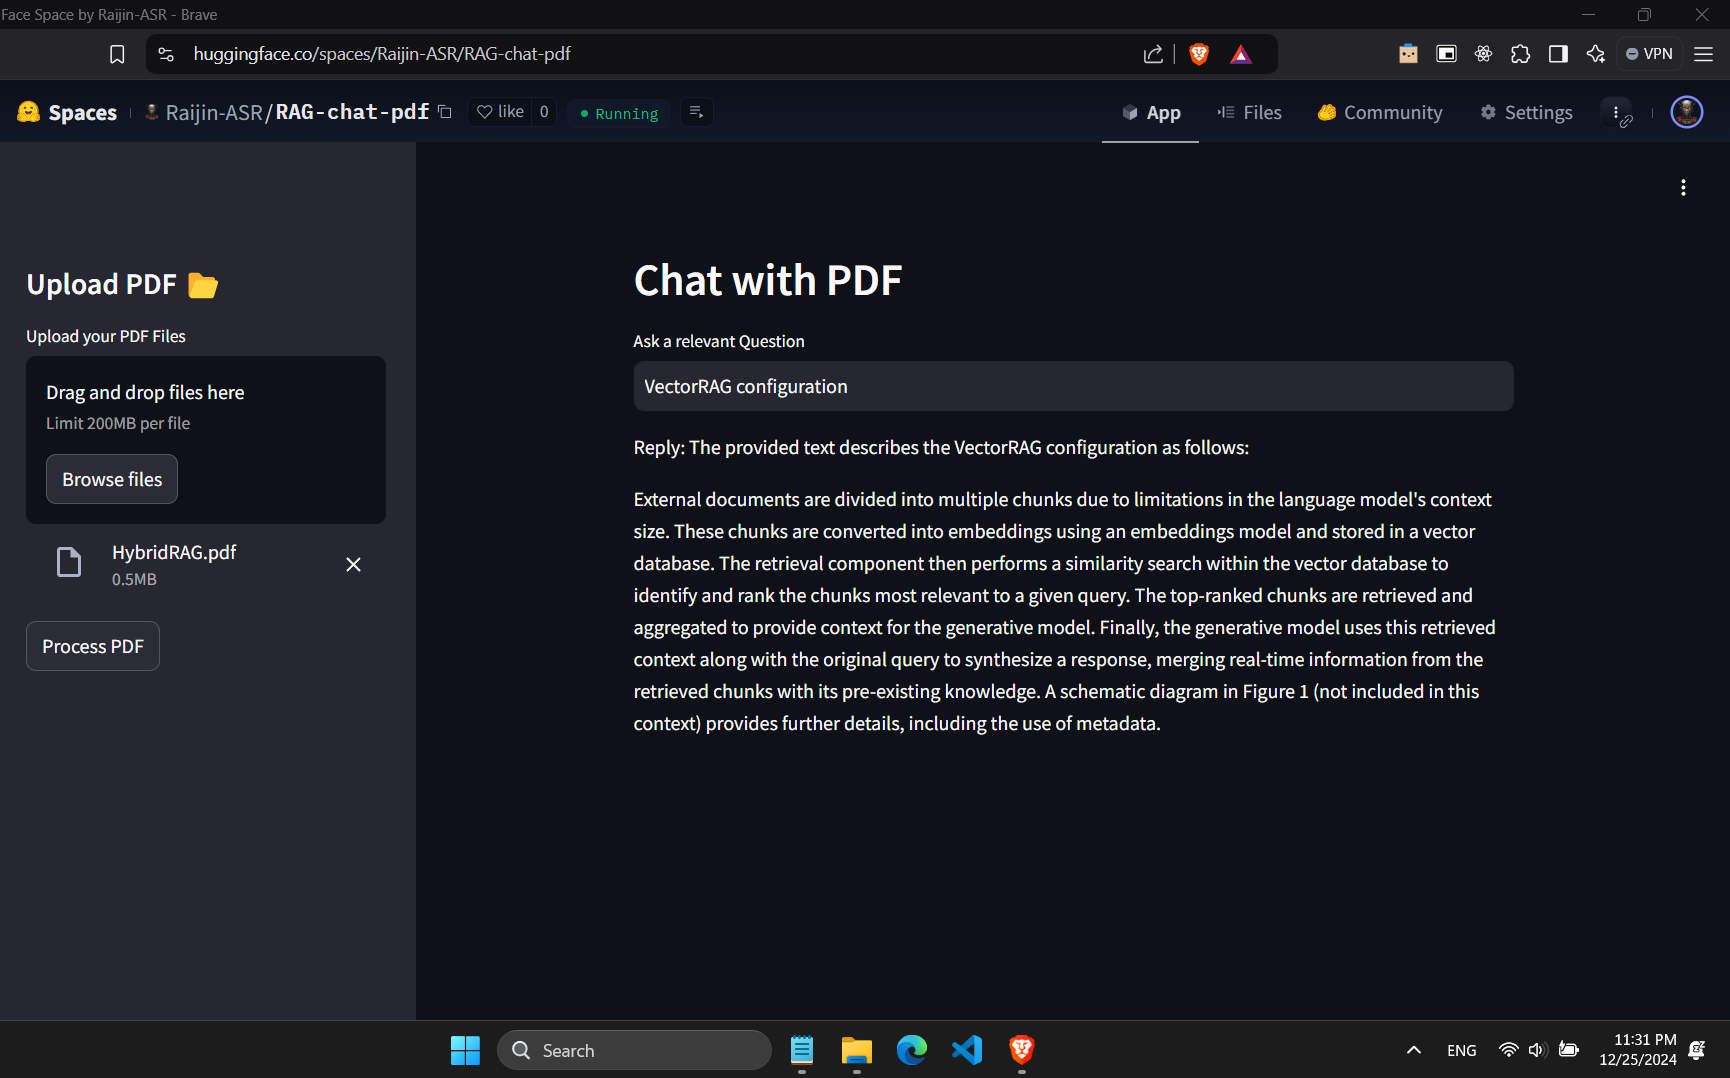 Face Space by Raijin-ASR - Brave
huggingface.co/spaces/Raijin-ASR/RAG-chat-pdf
VPN
Spaces
Raijin-ASR/RAG-chat-pdf
like 0
Running
App
Files
Community
Settings
Upload PDF
Upload your PDF Files
Drag and drop files here
Limit 200MB per file
Browse files
HybridRAG.pdf
0.5MB
Process PDF
Chat with PDF
Ask a relevant Question
VectorRAG configuration
Reply: The provided text describes the VectorRAG configuration as follows:
External documents are divided into multiple chunks due to limitations in the language model's context
size. These chunks are converted into embeddings using an embeddings model and stored in a vector
database. The retrieval component then performs a similarity search within the vector database to
identify and rank the chunks most relevant to a given query. The top-ranked chunks are retrieved and
aggregated to provide context for the generative model. Finally, the generative model uses this retrieved
context along with the original query to synthesize a response, merging real-time information from the
retrieved chunks with its pre-existing knowledge. A schematic diagram in Figure 1 (not included in this
context) provides further details, including the use of metadata.
Search
ENG
11:31 PM
12/25/2024